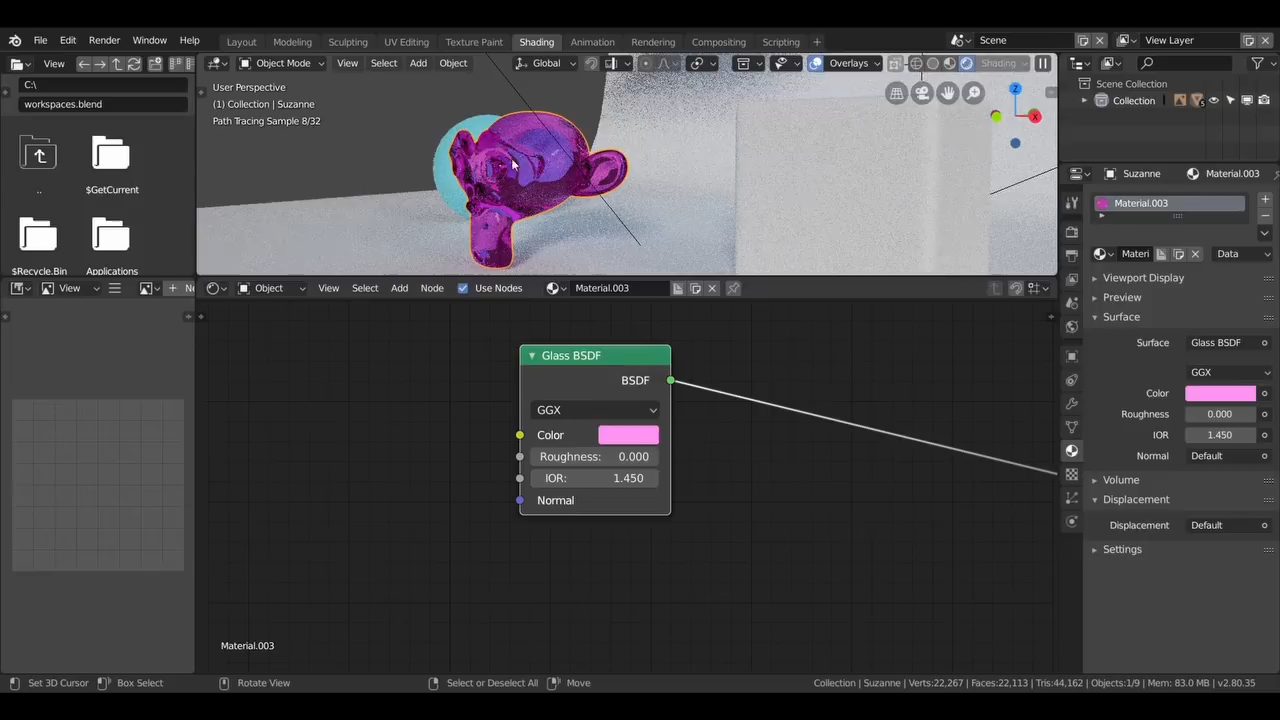 File Edit Render Window Help
Layout Modeling Sculpting UV Editing Texture Paint Shading Animation Rendering Compositing Scripting +
Scene
View Layer
View
Object Mode View Select Add Object Global Overlays Shading
C:\
workspaces.blend
User Perspective
(1) Collection | Suzanne
Path Tracing Sample 8/32
Z
X
Scene Collection
Collection
.. $GetCurrent
$Recycle.Bin Applications
Suzanne Material.003
Material.003
Materi Data
View Ne
Object View Select Add Node Use Nodes Material.003
Viewport Display
Preview
Surface
Surface Glass BSDF
GGX
Color
Roughness 0.000
IOR 1.450
Normal Default
Volume
Displacement
Displacement Default
Settings
Glass BSDF
BSDF
GGX
Color
Roughness: 0.000
IOR: 1.450
Normal
Material.003
Set 3D Cursor Box Select Rotate View Select or Deselect All Move Collection | Suzanne | Verts:22,267 | Faces:22,113 | Tris:44,162 | Objects:1/9 | Mem: 83.0 MB | v2.80.35